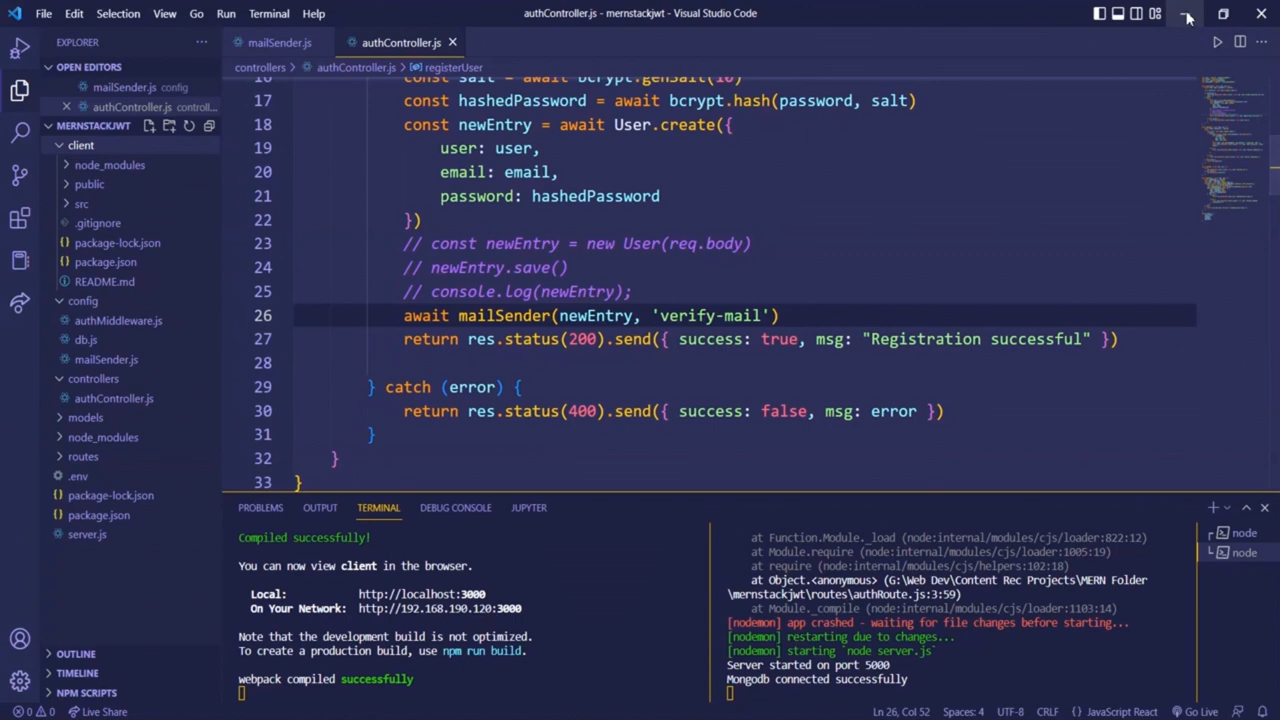 File Edit Selection View Go Run Terminal Help
authController.js - mernstackjwt - Visual Studio Code
EXPLORER
OPEN EDITORS
mailSender.js config
authController.js controll...
MERNSTACKJWT
client
node_modules
public
src
.gitignore
package-lock.json
package.json
README.md
config
authMiddleware.js
db.js
mailSender.js
controllers
authController.js
models
node_modules
routes
.env
package-lock.json
package.json
server.js
OUTLINE
TIMELINE
NPM SCRIPTS
mailSender.js
authController.js
controllers > authController.js > registerUser
16 const salt = await bcrypt.genSalt(10)
17 const hashedPassword = await bcrypt.hash(password, salt)
18 const newEntry = await User.create({
19 user: user,
20 email: email,
21 password: hashedPassword
22 })
23 // const newEntry = new User(req.body)
24 // newEntry.save()
25 // console.log(newEntry);
26 await mailSender(newEntry, 'verify-mail')
27 return res.status(200).send({ success: true, msg: "Registration successful" })
28
29 } catch (error) {
30 return res.status(400).send({ success: false, msg: error })
31 }
32 }
33 }
PROBLEMS OUTPUT TERMINAL DEBUG CONSOLE JUPYTER
Compiled successfully!
You can now view client in the browser.
Local: http://localhost:3000
On Your Network: http://192.168.190.120:3000
Note that the development build is not optimized.
To create a production build, use npm run build.
webpack compiled successfully
at Function.Module._load (node:internal/modules/cjs/loader:822:12)
at Module.require (node:internal/modules/cjs/loader:1005:19)
at require (node:internal/modules/cjs/helpers:102:18)
at Object.<anonymous> (G:\Web Dev\Content Rec Projects\MERN Folder
\mernstackjwt\routes\authRoute.js:3:59)
at Module._compile (node:internal/modules/cjs/loader:1103:14)
[nodemon] app crashed - waiting for file changes before starting...
[nodemon] restarting due to changes...
[nodemon] starting `node server.js`
Server started on port 5000
Mongodb connected successfully
node
node
0 0 Live Share
Ln 26, Col 52 Spaces: 4 UTF-8 CRLF {} JavaScript React Go Live